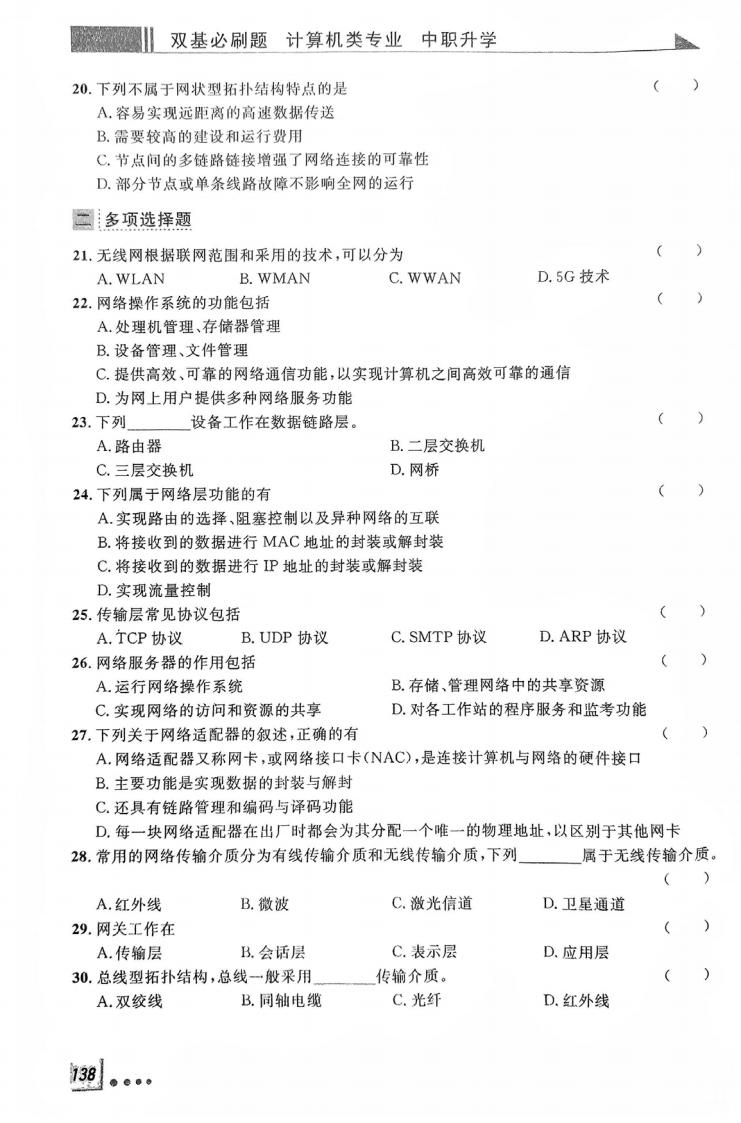 双基必刷题 计算机类专业 中职升学
20. 下列不属于网状型拓扑结构特点的是 ( )
A. 容易实现远距离的高速数据传送
B. 需要较高的建设和运行费用
C. 节点间的多链路链接增强了网络连接的可靠性
D. 部分节点或单条线路故障不影响全网的运行
二 多项选择题
21. 无线网根据联网范围和采用的技术,可以分为 ( )
A. WLAN B. WMAN C. WWAN D. 5G 技术
22. 网络操作系统的功能包括 ( )
A. 处理机管理、存储器管理
B. 设备管理、文件管理
C. 提供高效、可靠的网络通信功能,以实现计算机之间高效可靠的通信
D. 为网上用户提供多种网络服务功能
23. 下列______设备工作在数据链路层。 ( )
A. 路由器 B. 二层交换机
C. 三层交换机 D. 网桥
24. 下列属于网络层功能的有 ( )
A. 实现路由的选择、阻塞控制以及异种网络的互联
B. 将接收到的数据进行 MAC 地址的封装或解封装
C. 将接收到的数据进行 IP 地址的封装或解封装
D. 实现流量控制
25. 传输层常见协议包括 ( )
A. TCP 协议 B. UDP 协议 C. SMTP 协议 D. ARP 协议
26. 网络服务器的作用包括 ( )
A. 运行网络操作系统 B. 存储、管理网络中的共享资源
C. 实现网络的访问和资源的共享 D. 对各工作站的程序服务和监考功能
27. 下列关于网络适配器的叙述,正确的有 ( )
A. 网络适配器又称网卡,或网络接口卡(NAC),是连接计算机与网络的硬件接口
B. 主要功能是实现数据的封装与解封
C. 还具有链路管理和编码与译码功能
D. 每一块网络适配器在出厂时都会为其分配一个唯一的物理地址,以区别于其他网卡
28. 常用的网络传输介质分为有线传输介质和无线传输介质,下列______属于无线传输介质。
( )
A. 红外线 B. 微波 C. 激光信道 D. 卫星通道
29. 网关工作在 ( )
A. 传输层 B. 会话层 C. 表示层 D. 应用层
30. 总线型拓扑结构,总线一般采用______传输介质。 ( )
A. 双绞线 B. 同轴电缆 C. 光纤 D. 红外线
138